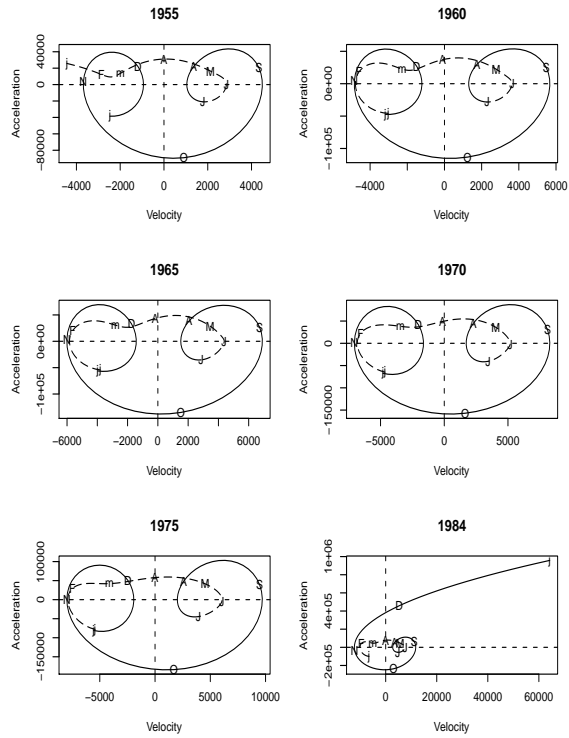 1955
Acceleration
−80000 0 40000
j F m D A A M J J S N j O
−4000 −2000 0 2000 4000
Velocity
1960
Acceleration
−1e+05 0e+00
N F m D A A M J J S j j O
−4000 −2000 0 2000 4000 6000
Velocity
1965
Acceleration
−1e+05 0e+00
N F m D A A M J J S j j O
−6000 −4000 −2000 0 2000 4000 6000
Velocity
1970
Acceleration
−150000 0
N F m D A A M J J S j j O
−5000 0 5000
Velocity
1975
Acceleration
−150000 0 100000
N F m D A A M J J S j j O
−5000 0 5000 10000
Velocity
1984
Acceleration
−2e+05 4e+05 1e+06
N F m A A M J J S j O D j
0 20000 40000 60000
Velocity